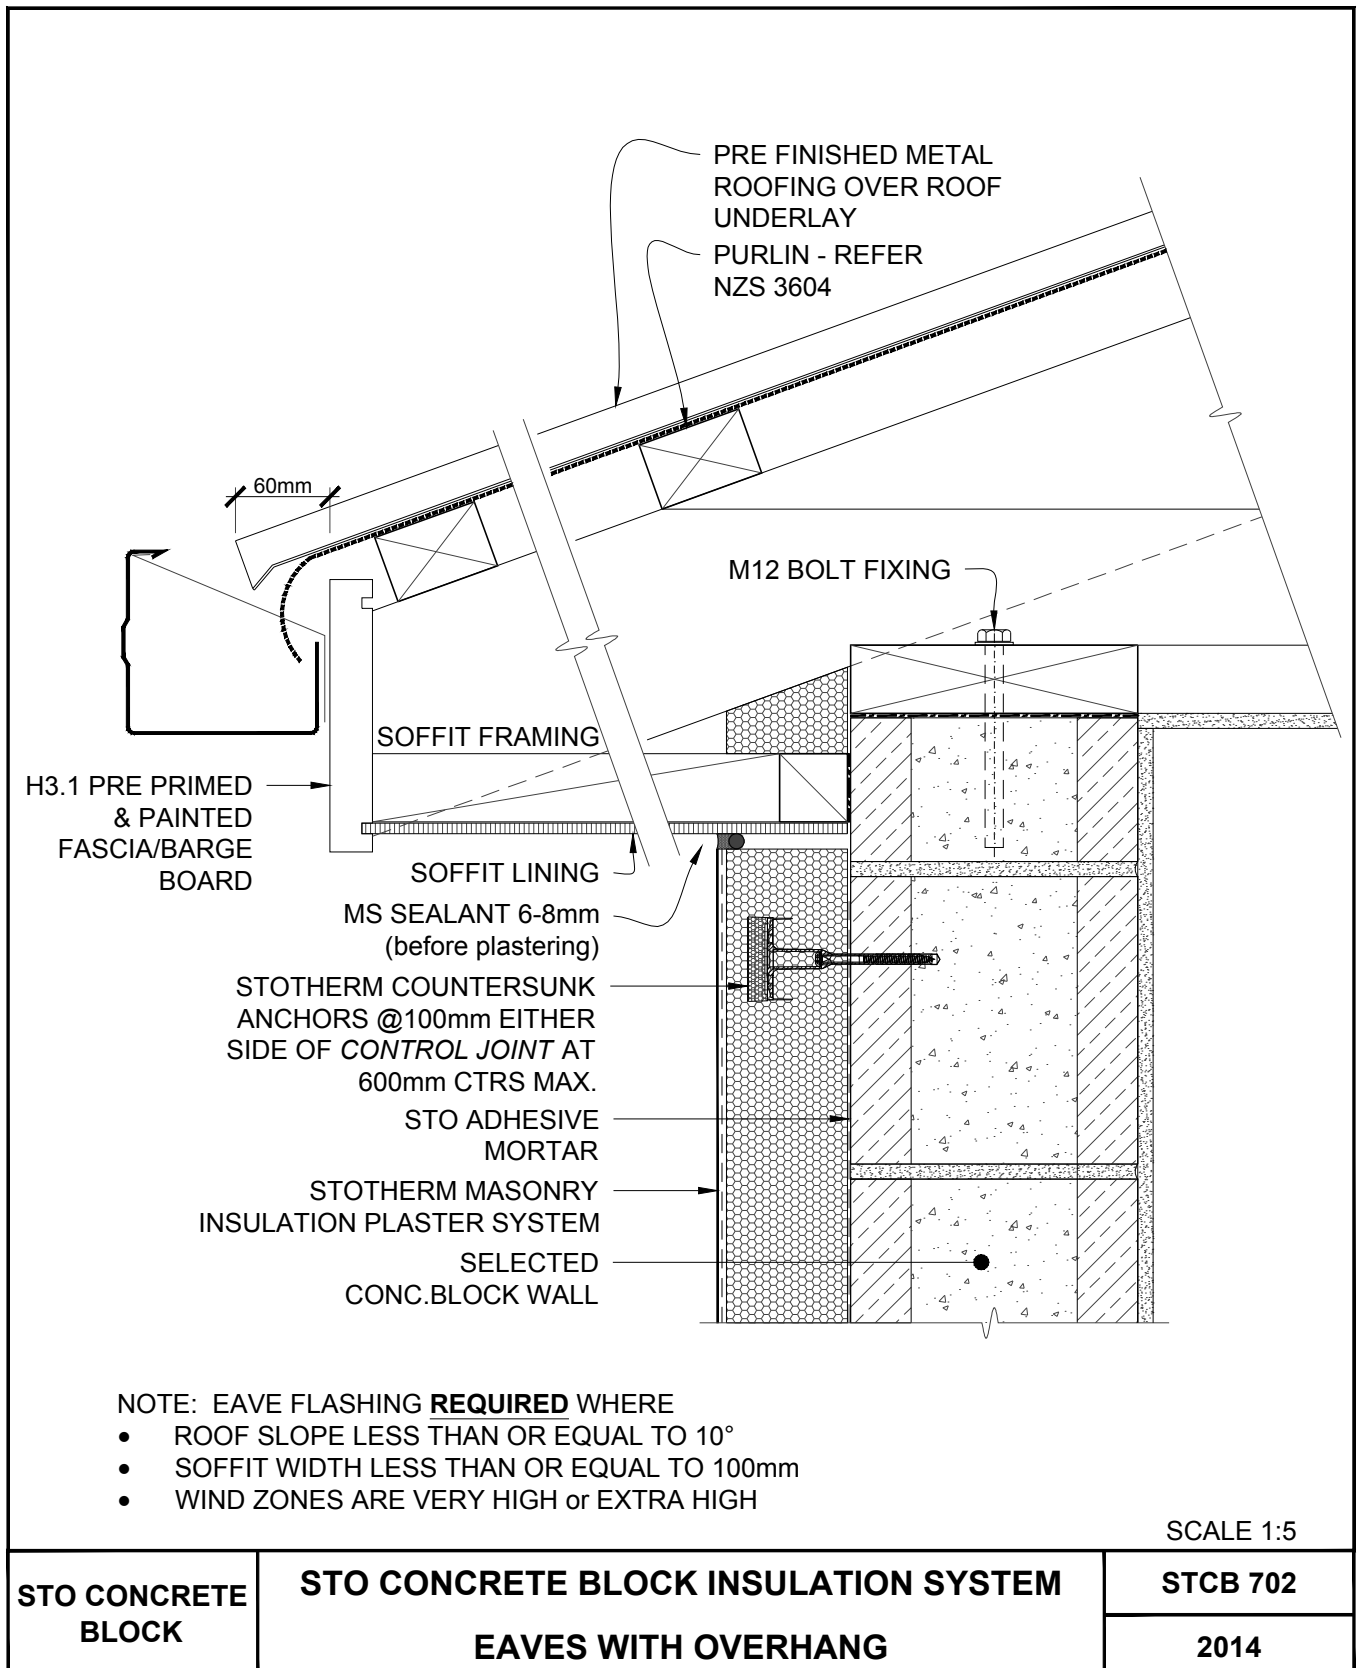 PRE FINISHED METAL
ROOFING OVER ROOF
UNDERLAY
PURLIN - REFER
NZS 3604
60mm
M12 BOLT FIXING
SOFFIT FRAMING
H3.1 PRE PRIMED
& PAINTED
FASCIA/BARGE
BOARD
SOFFIT LINING
MS SEALANT 6-8mm
(before plastering)
STOTHERM COUNTERSUNK
ANCHORS @100mm EITHER
SIDE OF CONTROL JOINT AT
600mm CTRS MAX.
STO ADHESIVE
MORTAR
STOTHERM MASONRY
INSULATION PLASTER SYSTEM
SELECTED
CONC.BLOCK WALL
NOTE: EAVE FLASHING REQUIRED WHERE
• ROOF SLOPE LESS THAN OR EQUAL TO 10°
• SOFFIT WIDTH LESS THAN OR EQUAL TO 100mm
• WIND ZONES ARE VERY HIGH or EXTRA HIGH
SCALE 1:5
STO CONCRETE
BLOCK
STO CONCRETE BLOCK INSULATION SYSTEM
EAVES WITH OVERHANG
STCB 702
2014